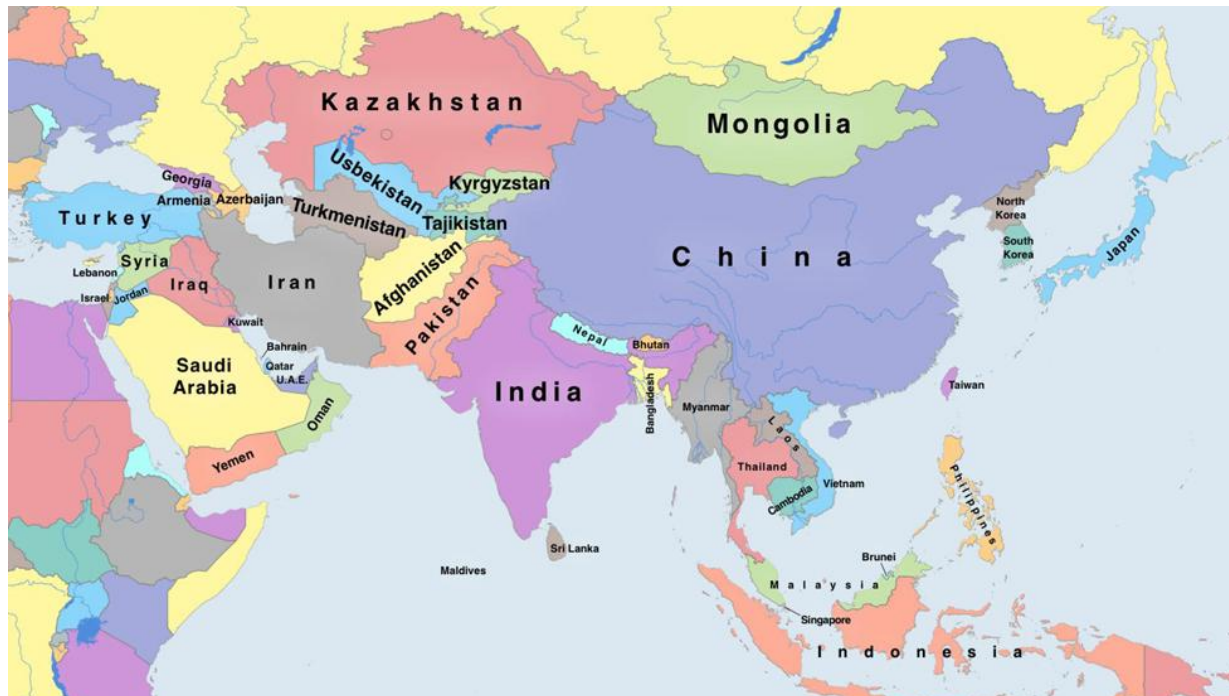 Kazakhstan
Mongolia
Usbekistan
Georgia
Kyrgyzstan
Armenia
Azerbaijan
Turkmenistan
Tajikistan
Turkey
North
Korea
South
Korea
Japan
China
Syria
Lebanon
Iraq
Iran
Afghanistan
Israel
Jordan
Pakistan
Kuwait
Nepal
Bhutan
Bahrain
Saudi
Arabia
Qatar
U.A.E.
India
Bangladesh
Myanmar
Taiwan
Oman
Laos
Yemen
Thailand
Cambodia
Vietnam
Philippines
Sri Lanka
Maldives
Brunei
Malaysia
Singapore
Indonesia